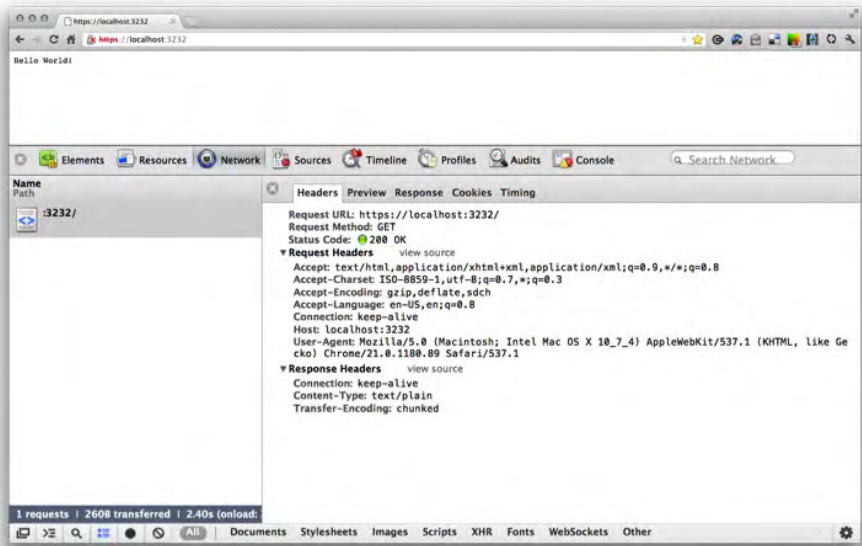 https://localhost:3232
https://localhost:3232
Hello World!
Elements Resources Network Sources Timeline Profiles Audits Console Search Network
Name
Path
:3232/
Headers Preview Response Cookies Timing
Request URL: https://localhost:3232/
Request Method: GET
Status Code: 200 OK
Request Headers view source
Accept: text/html,application/xhtml+xml,application/xml;q=0.9,*/*;q=0.8
Accept-Charset: ISO-8859-1,utf-8;q=0.7,*;q=0.3
Accept-Encoding: gzip,deflate,sdch
Accept-Language: en-US,en;q=0.8
Connection: keep-alive
Host: localhost:3232
User-Agent: Mozilla/5.0 (Macintosh; Intel Mac OS X 10_7_4) AppleWebKit/537.1 (KHTML, like Ge
cko) Chrome/21.0.1180.89 Safari/537.1
Response Headers view source
Connection: keep-alive
Content-Type: text/plain
Transfer-Encoding: chunked
1 requests | 260B transferred | 2.40s (onload:
All Documents Stylesheets Images Scripts XHR Fonts WebSockets Other